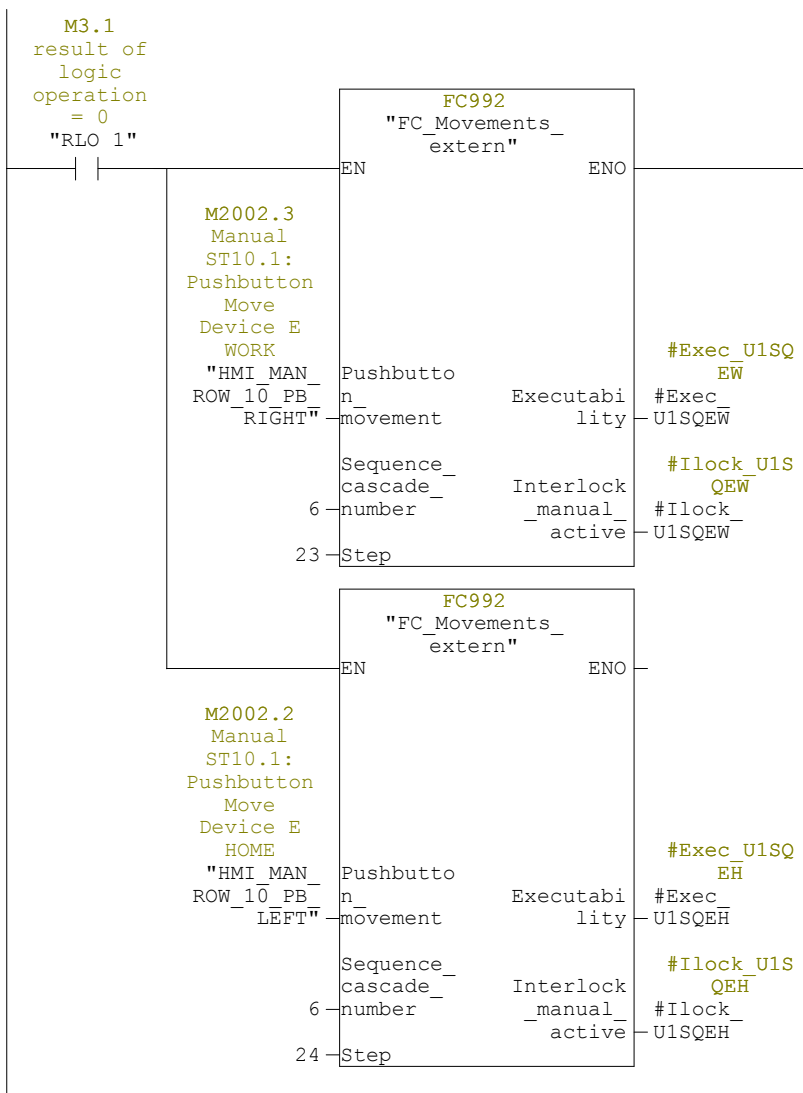 M3.1
result of
logic
operation
= 0
"RLO 1"
FC992
"FC_Movements_
extern"
EN
ENO
M2002.3
Manual
ST10.1:
Pushbutton
Move
Device E
WORK
"HMI_MAN_
ROW_10_PB_
RIGHT"
Pushbutto
n_
movement
Executabi
lity
#Exec_U1SQ
EW
#Exec_
U1SQEW
Sequence_
cascade_
number
6
Interlock
_manual_
active
#Ilock_U1S
QEW
#Ilock_
U1SQEW
23
Step
FC992
"FC_Movements_
extern"
EN
ENO
M2002.2
Manual
ST10.1:
Pushbutton
Move
Device E
HOME
"HMI_MAN_
ROW_10_PB_
LEFT"
Pushbutto
n_
movement
Executabi
lity
#Exec_U1SQ
EH
#Exec_
U1SQEH
Sequence_
cascade_
number
6
Interlock
_manual_
active
#Ilock_U1S
QEH
#Ilock_
U1SQEH
24
Step